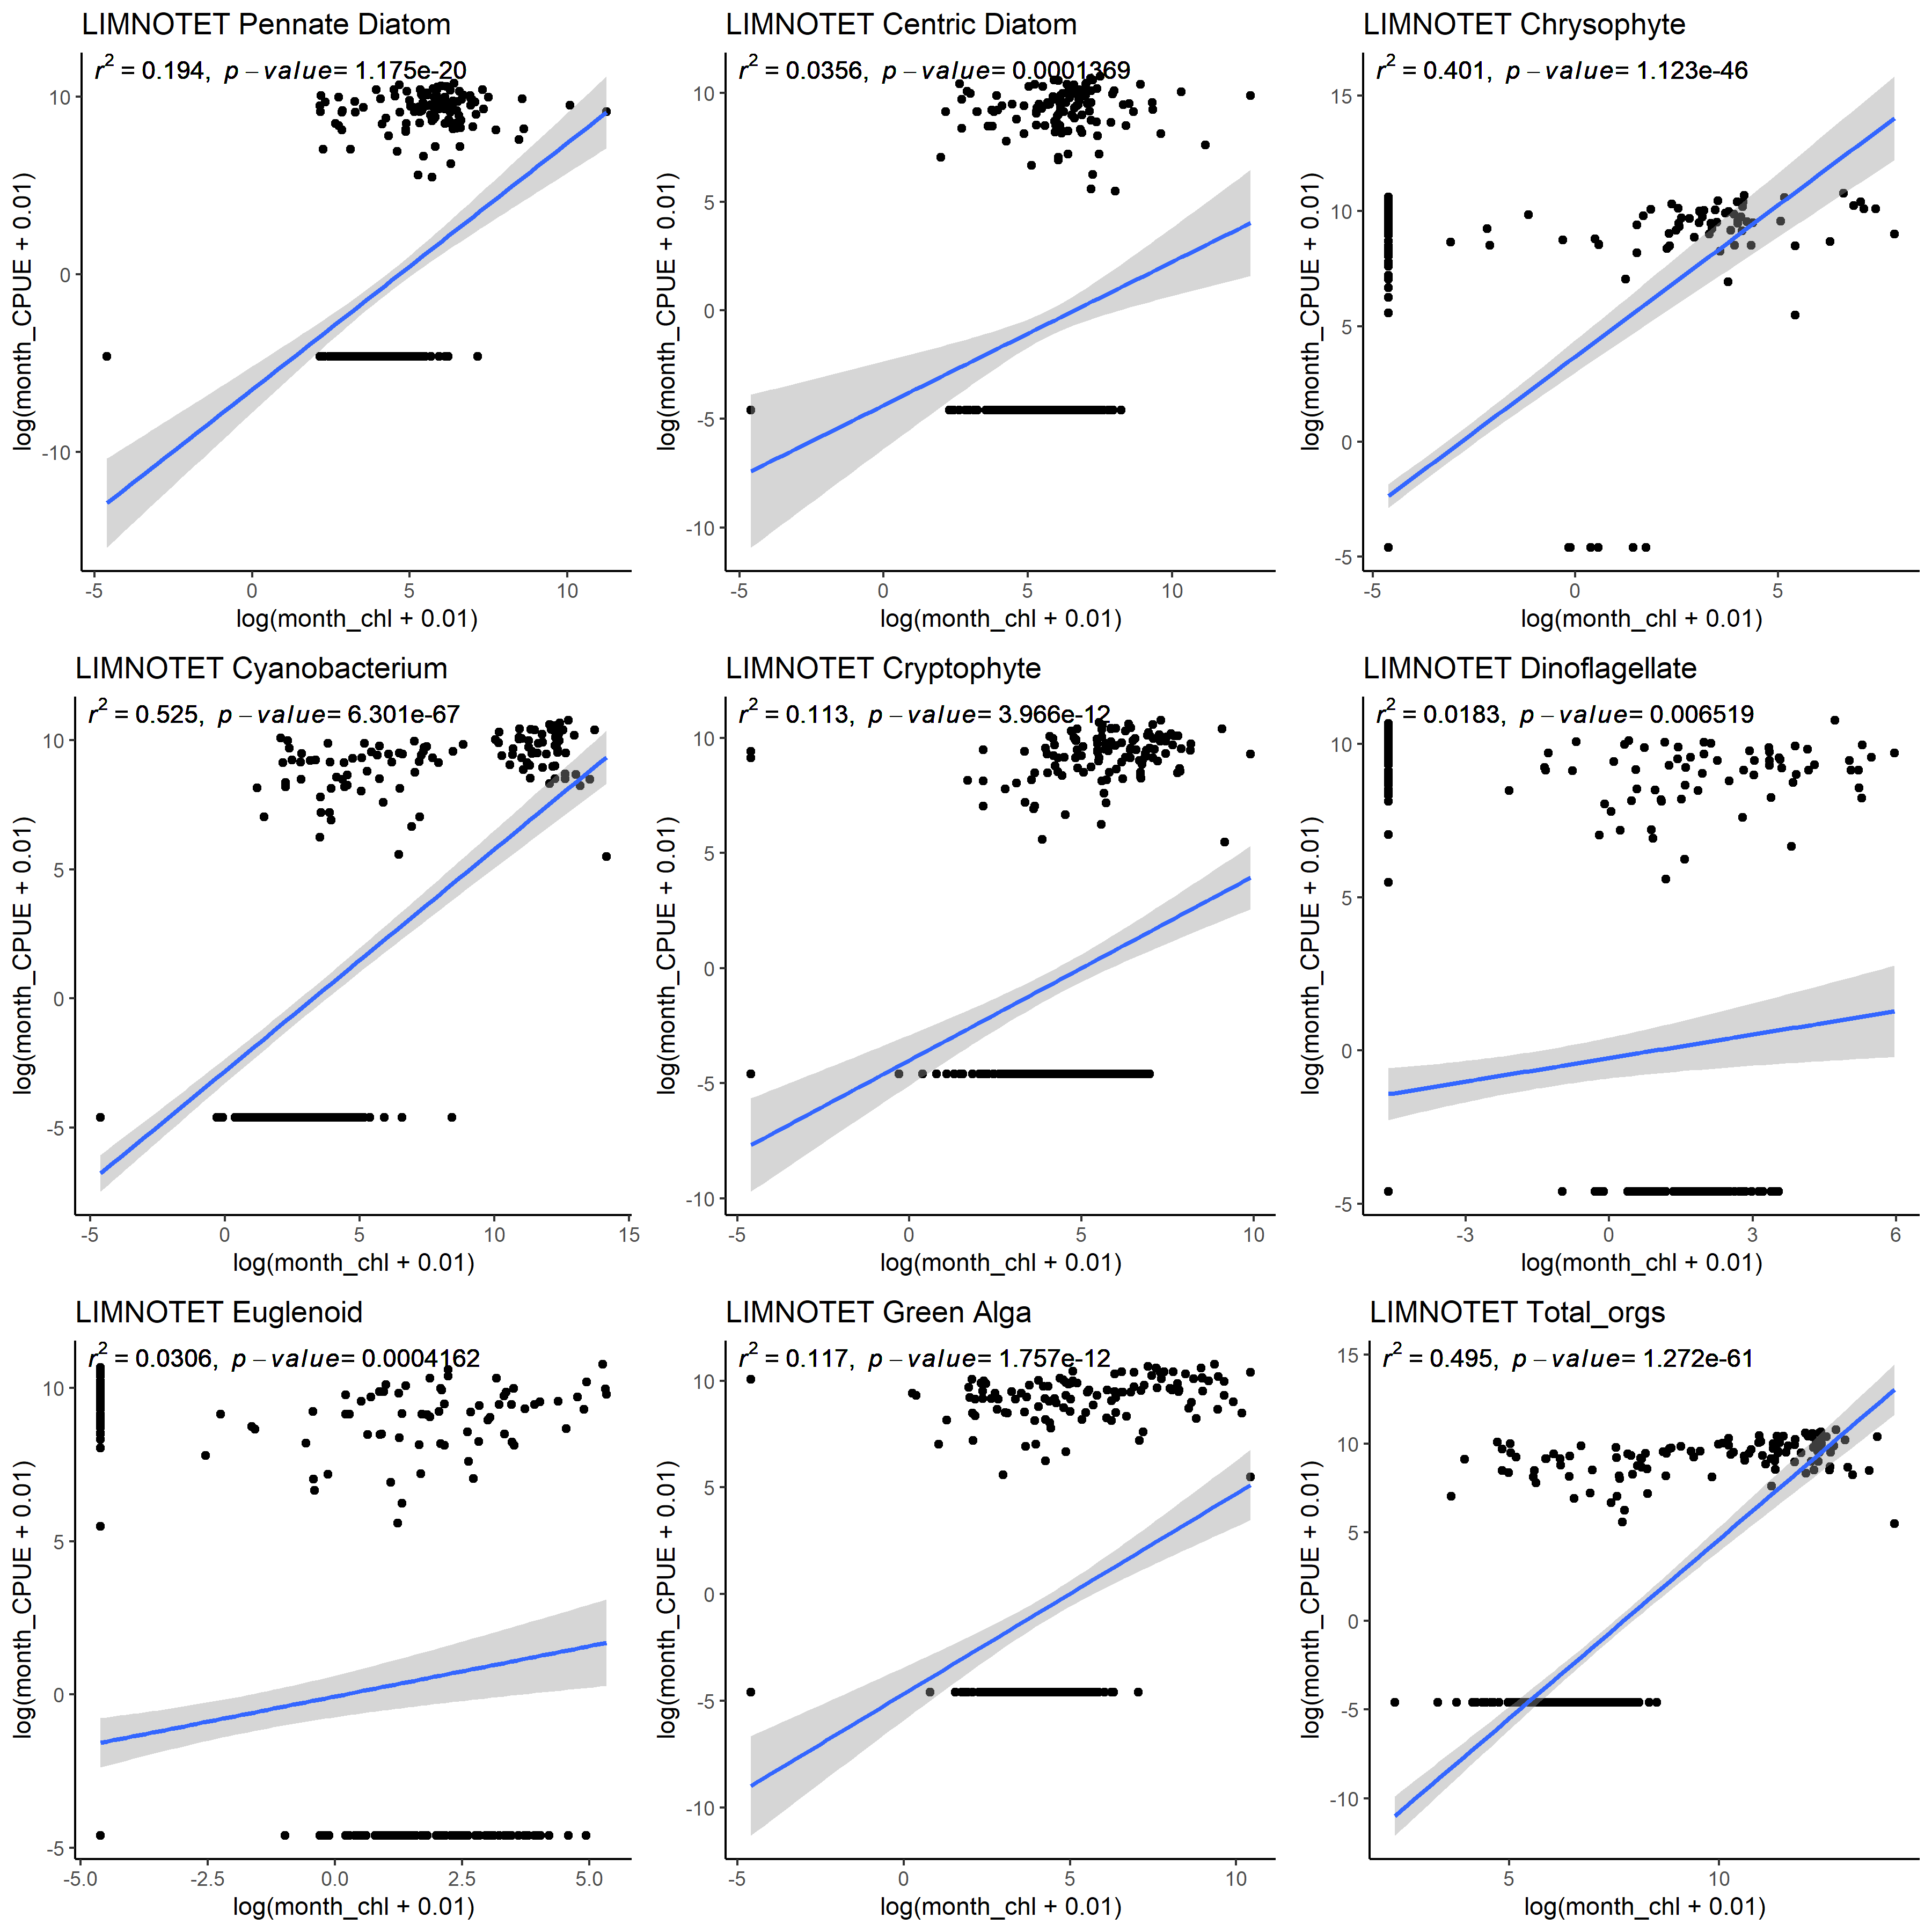 LIMNOTET Pennate Diatom
r² = 0.194, p−value= 1.175e-20
10
0
-10
log(month_CPUE + 0.01)
-5 0 5 10
log(month_chl + 0.01)
LIMNOTET Centric Diatom
r² = 0.0356, p−value= 0.0001369
10
5
0
-5
-10
log(month_CPUE + 0.01)
-5 0 5 10
log(month_chl + 0.01)
LIMNOTET Chrysophyte
r² = 0.401, p−value= 1.123e-46
15
10
5
0
-5
log(month_CPUE + 0.01)
-5 0 5
log(month_chl + 0.01)
LIMNOTET Cyanobacterium
r² = 0.525, p−value= 6.301e-67
10
5
0
-5
log(month_CPUE + 0.01)
-5 0 5 10 15
log(month_chl + 0.01)
LIMNOTET Cryptophyte
r² = 0.113, p−value= 3.966e-12
10
5
0
-5
-10
log(month_CPUE + 0.01)
-5 0 5 10
log(month_chl + 0.01)
LIMNOTET Dinoflagellate
r² = 0.0183, p−value= 0.006519
10
5
0
-5
log(month_CPUE + 0.01)
-3 0 3 6
log(month_chl + 0.01)
LIMNOTET Euglenoid
r² = 0.0306, p−value= 0.0004162
10
5
0
-5
log(month_CPUE + 0.01)
-5.0 -2.5 0.0 2.5 5.0
log(month_chl + 0.01)
LIMNOTET Green Alga
r² = 0.117, p−value= 1.757e-12
10
5
0
-5
-10
log(month_CPUE + 0.01)
-5 0 5 10
log(month_chl + 0.01)
LIMNOTET Total_orgs
r² = 0.495, p−value= 1.272e-61
15
10
5
0
-5
-10
log(month_CPUE + 0.01)
5 10
log(month_chl + 0.01)